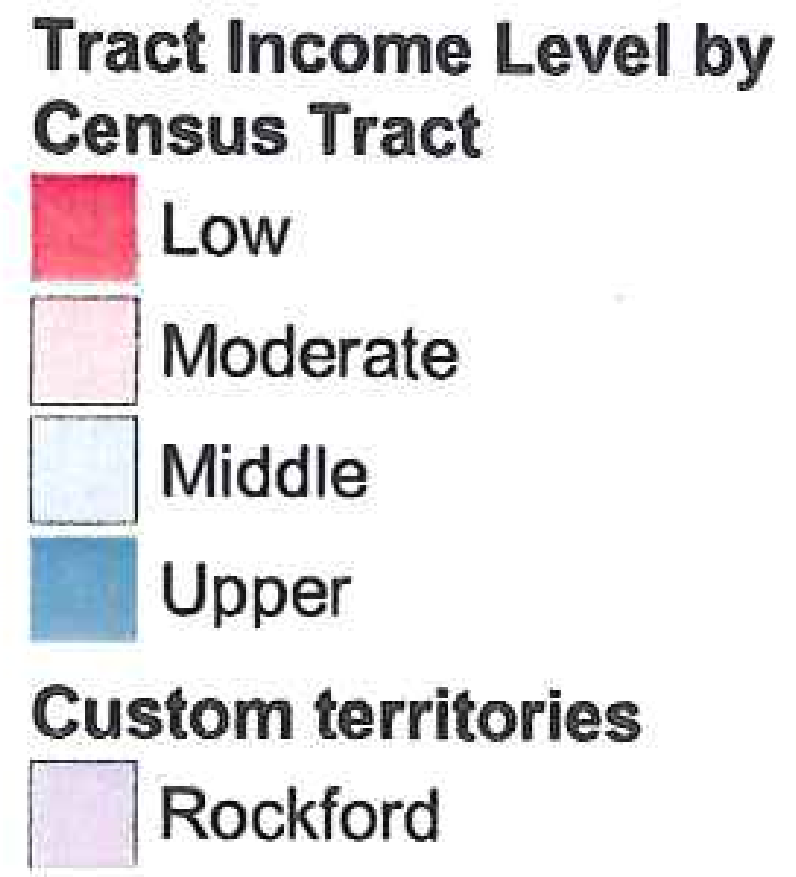 Tract Income Level by
Census Tract
Low
Moderate
Middle
Upper
Custom territories
Rockford